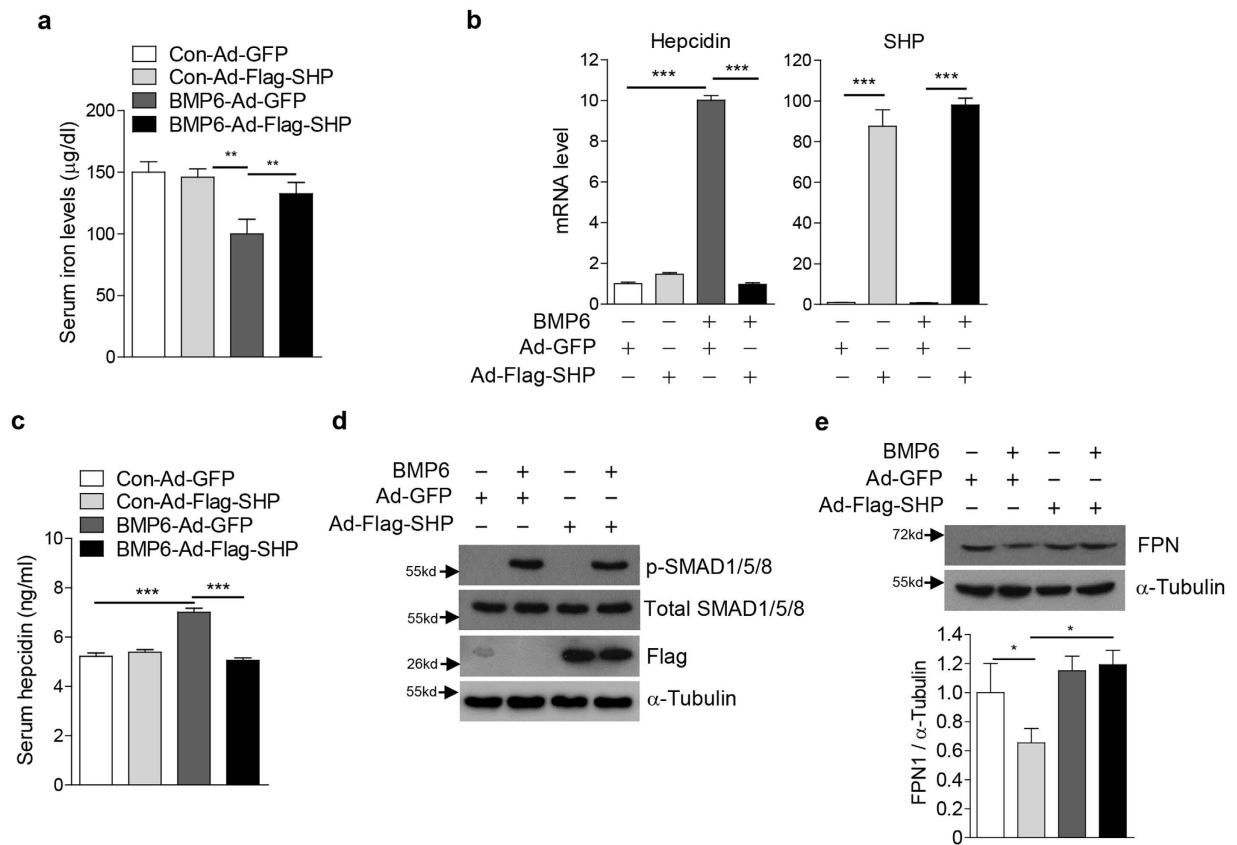 a
Con-Ad-GFP
Con-Ad-Flag-SHP
BMP6-Ad-GFP
BMP6-Ad-Flag-SHP
Serum iron levels (μg/dl)
200
150
100
50
0
**
**
b
Hepcidin
SHP
mRNA level
12
10
8
6
4
2
0
***
***
120
100
80
60
40
20
0
***
***
BMP6 – – + + – – + +
Ad-GFP + – + – + – + –
Ad-Flag-SHP – + – + – + – +
c
Con-Ad-GFP
Con-Ad-Flag-SHP
BMP6-Ad-GFP
BMP6-Ad-Flag-SHP
Serum hepcidin (ng/ml)
10
8
6
4
2
0
***
***
d
BMP6 – + – +
Ad-GFP + + – –
Ad-Flag-SHP – – + +
55kd p-SMAD1/5/8
55kd Total SMAD1/5/8
26kd Flag
55kd α-Tubulin
e
BMP6 – + – +
Ad-GFP + + – –
Ad-Flag-SHP – – + +
72kd FPN
55kd α-Tubulin
FPN1 / α-Tubulin
1.4
1.2
1.0
0.8
0.6
0.4
0.2
0
*
*